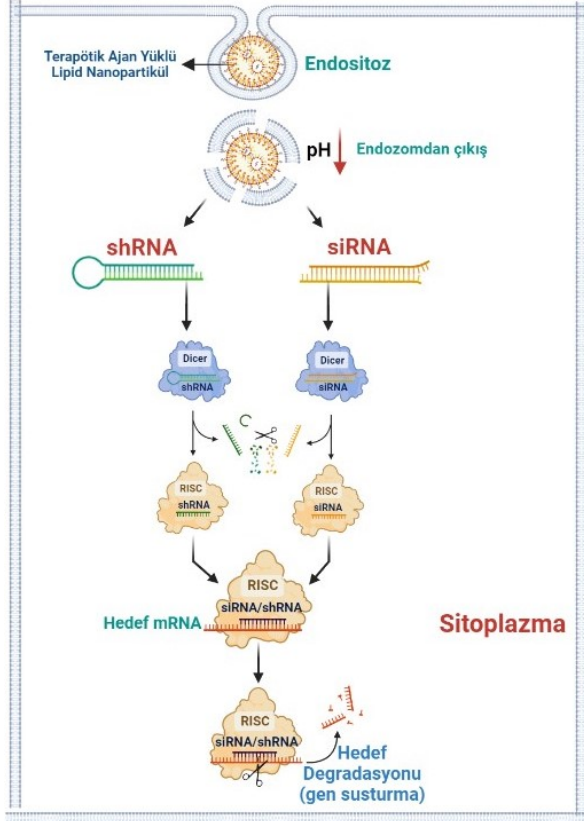 Terapötik Ajan Yüklü
Lipid Nanopartikül
Endositoz
pH
Endozomdan çıkış
shRNA
siRNA
Dicer
shRNA
Dicer
siRNA
RISC
shRNA
RISC
siRNA
RISC
siRNA/shRNA
Hedef mRNA
Sitoplazma
RISC
siRNA/shRNA
Hedef
Degradasyonu
(gen susturma)